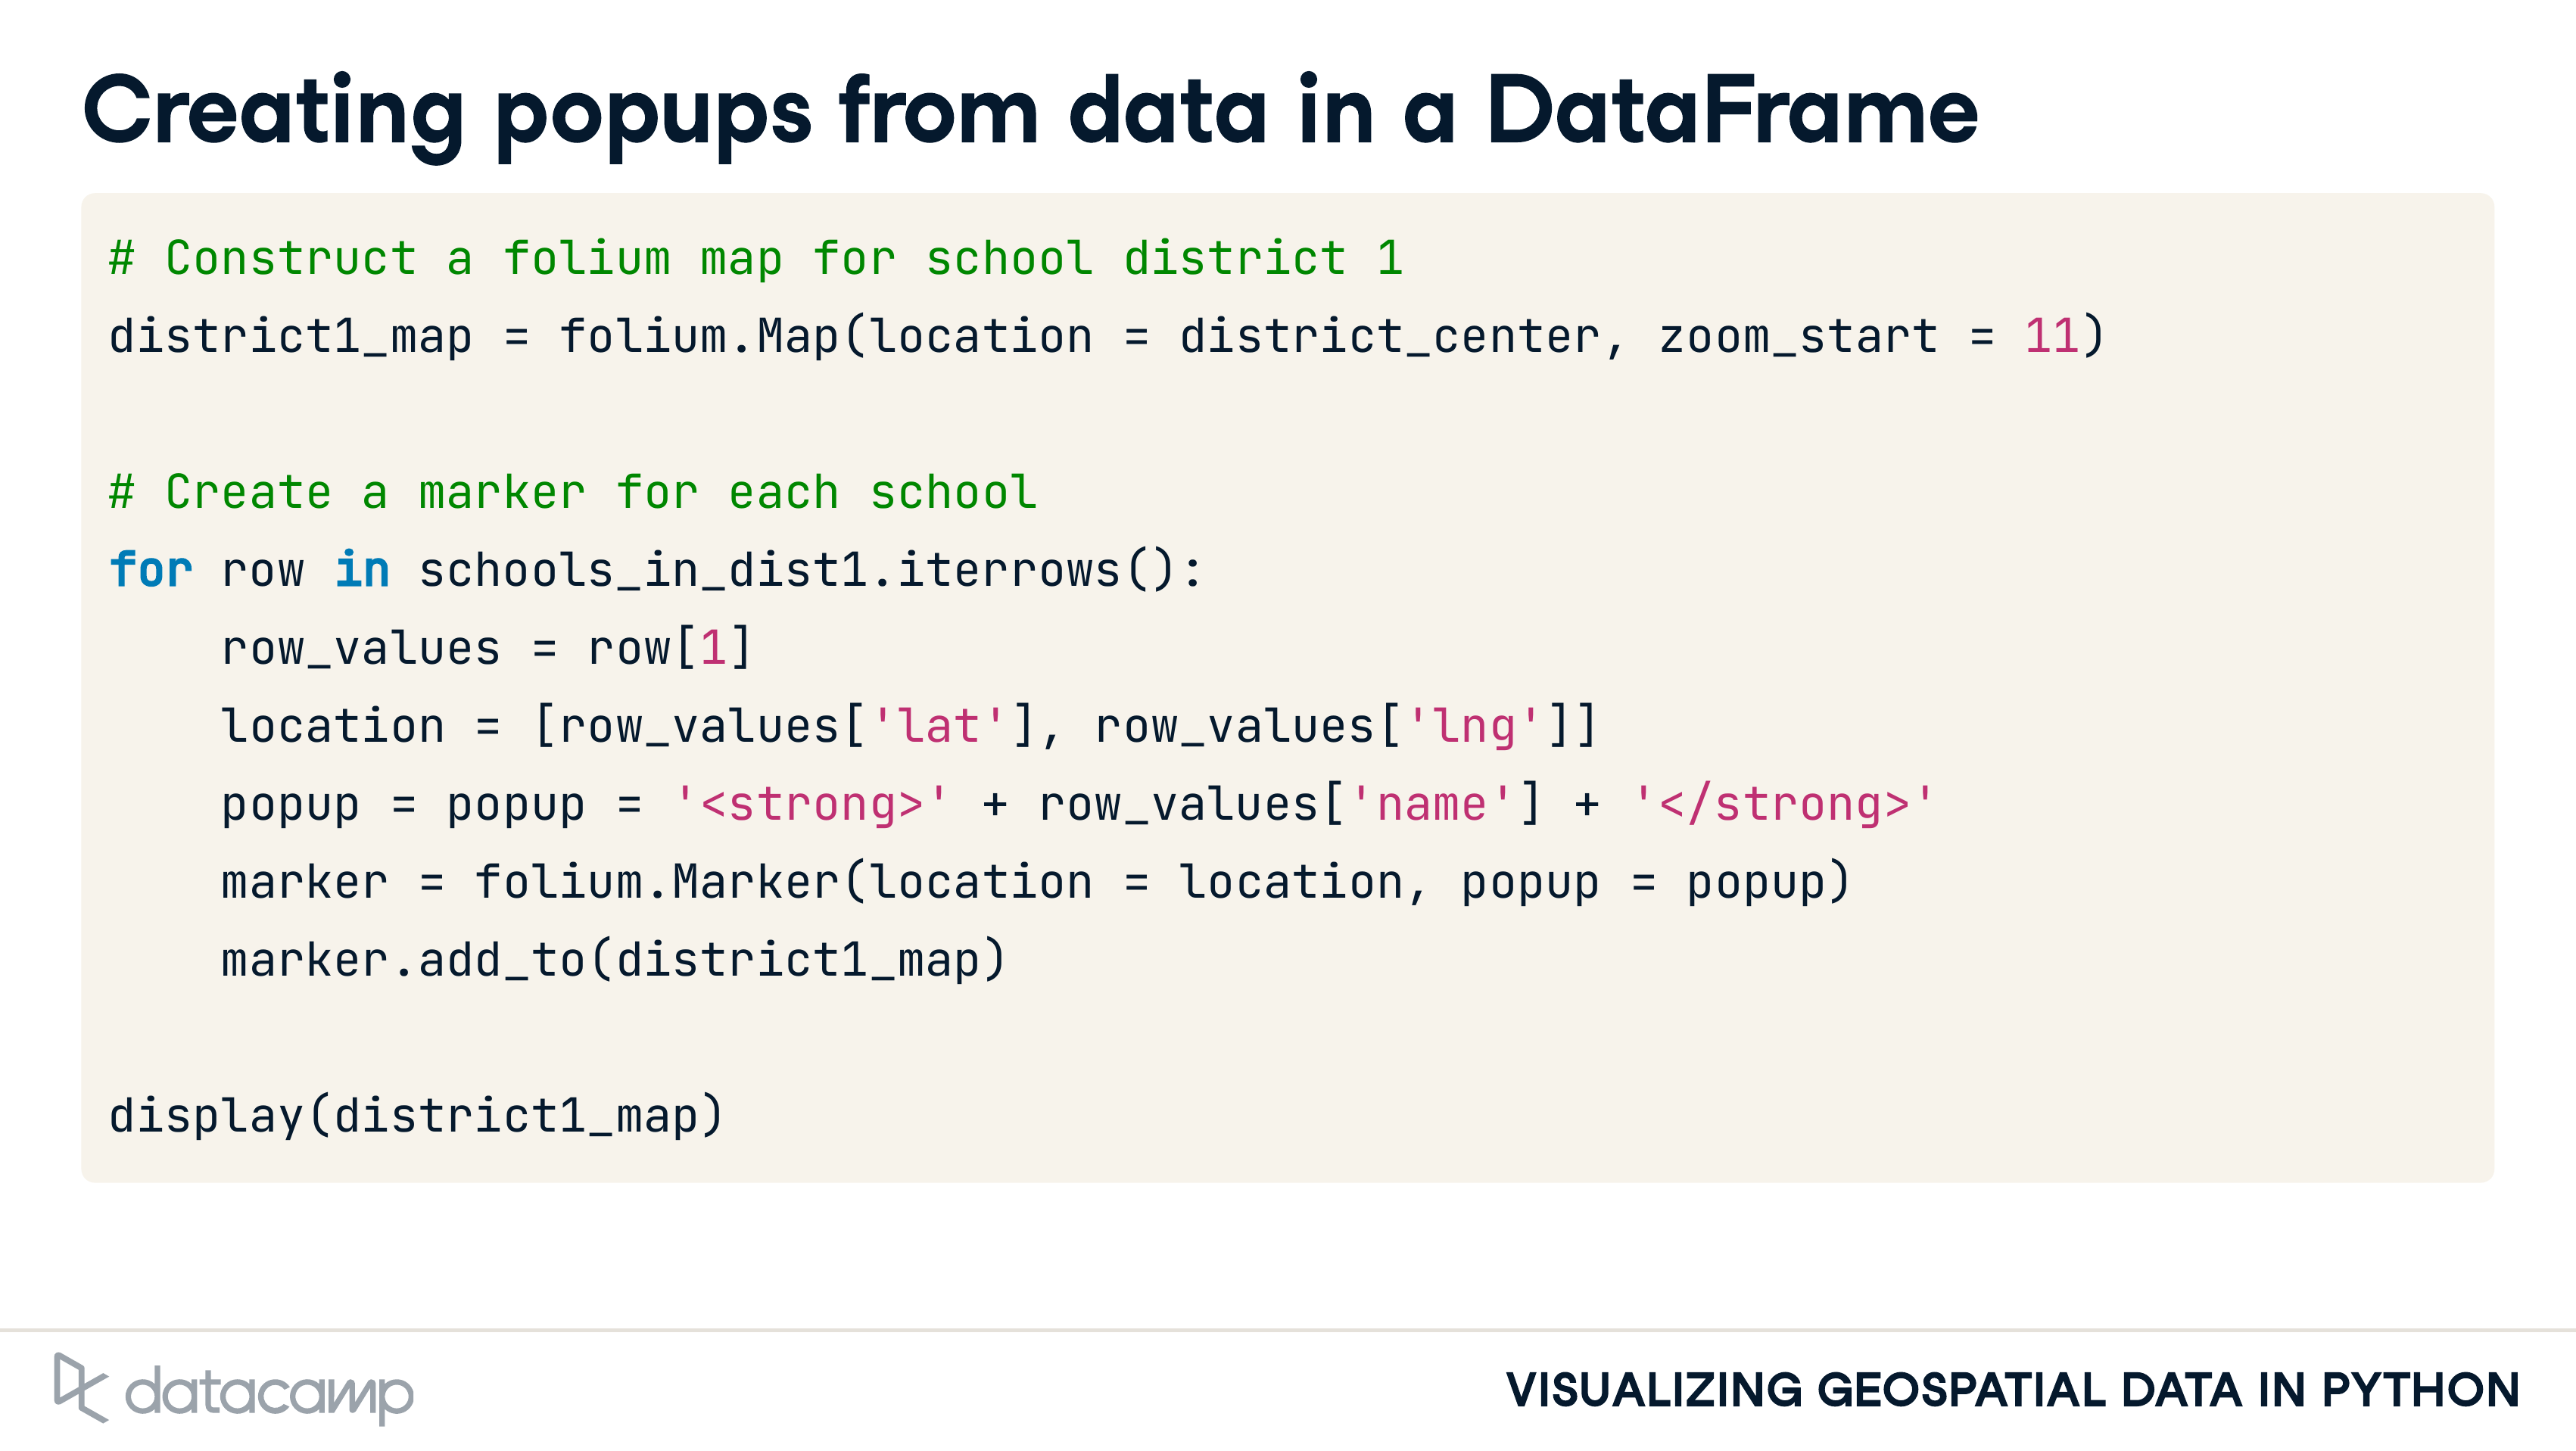 Creating popups from data in a DataFrame
# Construct a folium map for school district 1
district1_map = folium.Map(location = district_center, zoom_start = 11)
# Create a marker for each school
for row in schools_in_dist1.iterrows():
    row_values = row[1]
    location = [row_values['lat'], row_values['lng']]
    popup = popup = '<strong>' + row_values['name'] + '</strong>'
    marker = folium.Marker(location = location, popup = popup)
    marker.add_to(district1_map)
display(district1_map)
datacamp
VISUALIZING GEOSPATIAL DATA IN PYTHON